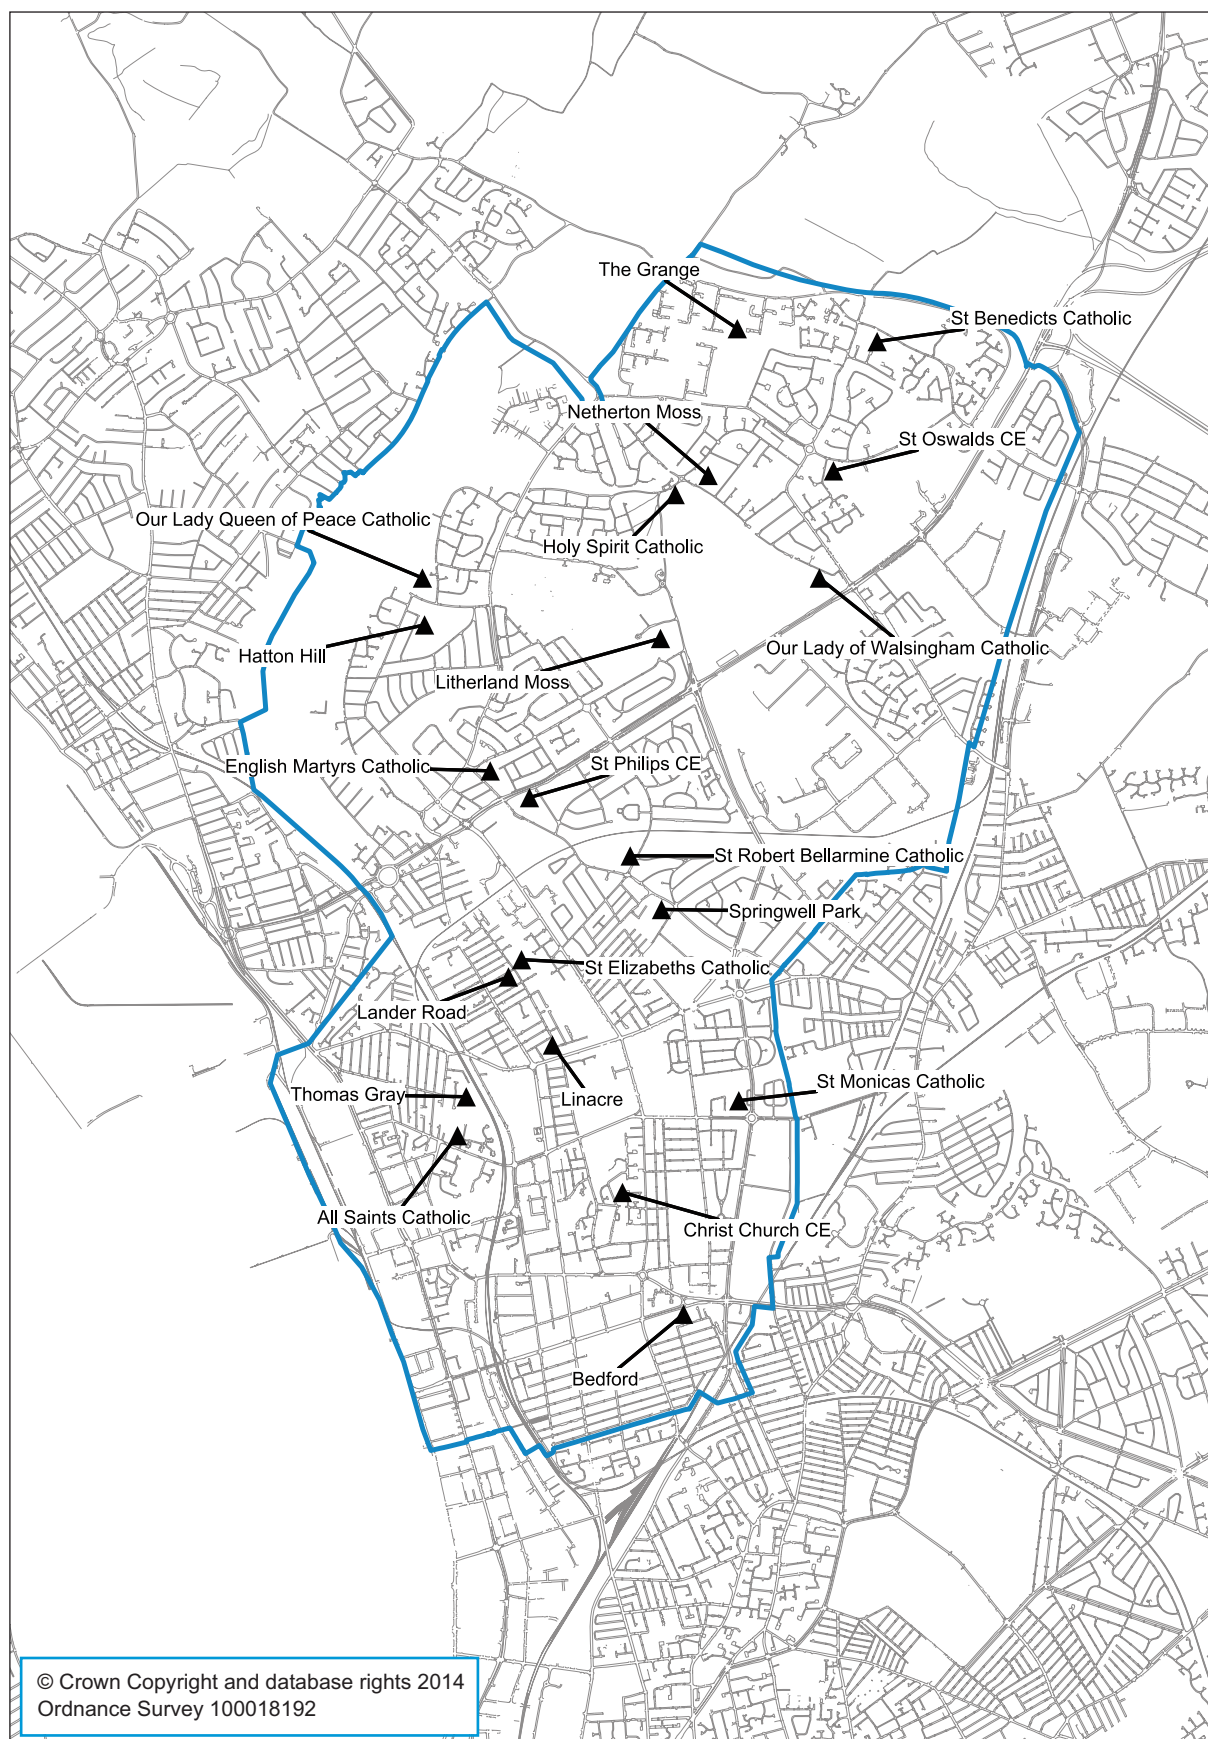 The Grange
St Benedicts Catholic
Netherton Moss
St Oswalds CE
Our Lady Queen of Peace Catholic
Holy Spirit Catholic
Hatton Hill
Our Lady of Walsingham Catholic
Litherland Moss
English Martyrs Catholic
St Philips CE
St Robert Bellarmine Catholic
Springwell Park
St Elizabeths Catholic
Lander Road
St Monicas Catholic
Thomas Gray
Linacre
All Saints Catholic
Christ Church CE
Bedford
© Crown Copyright and database rights 2014
Ordnance Survey 100018192